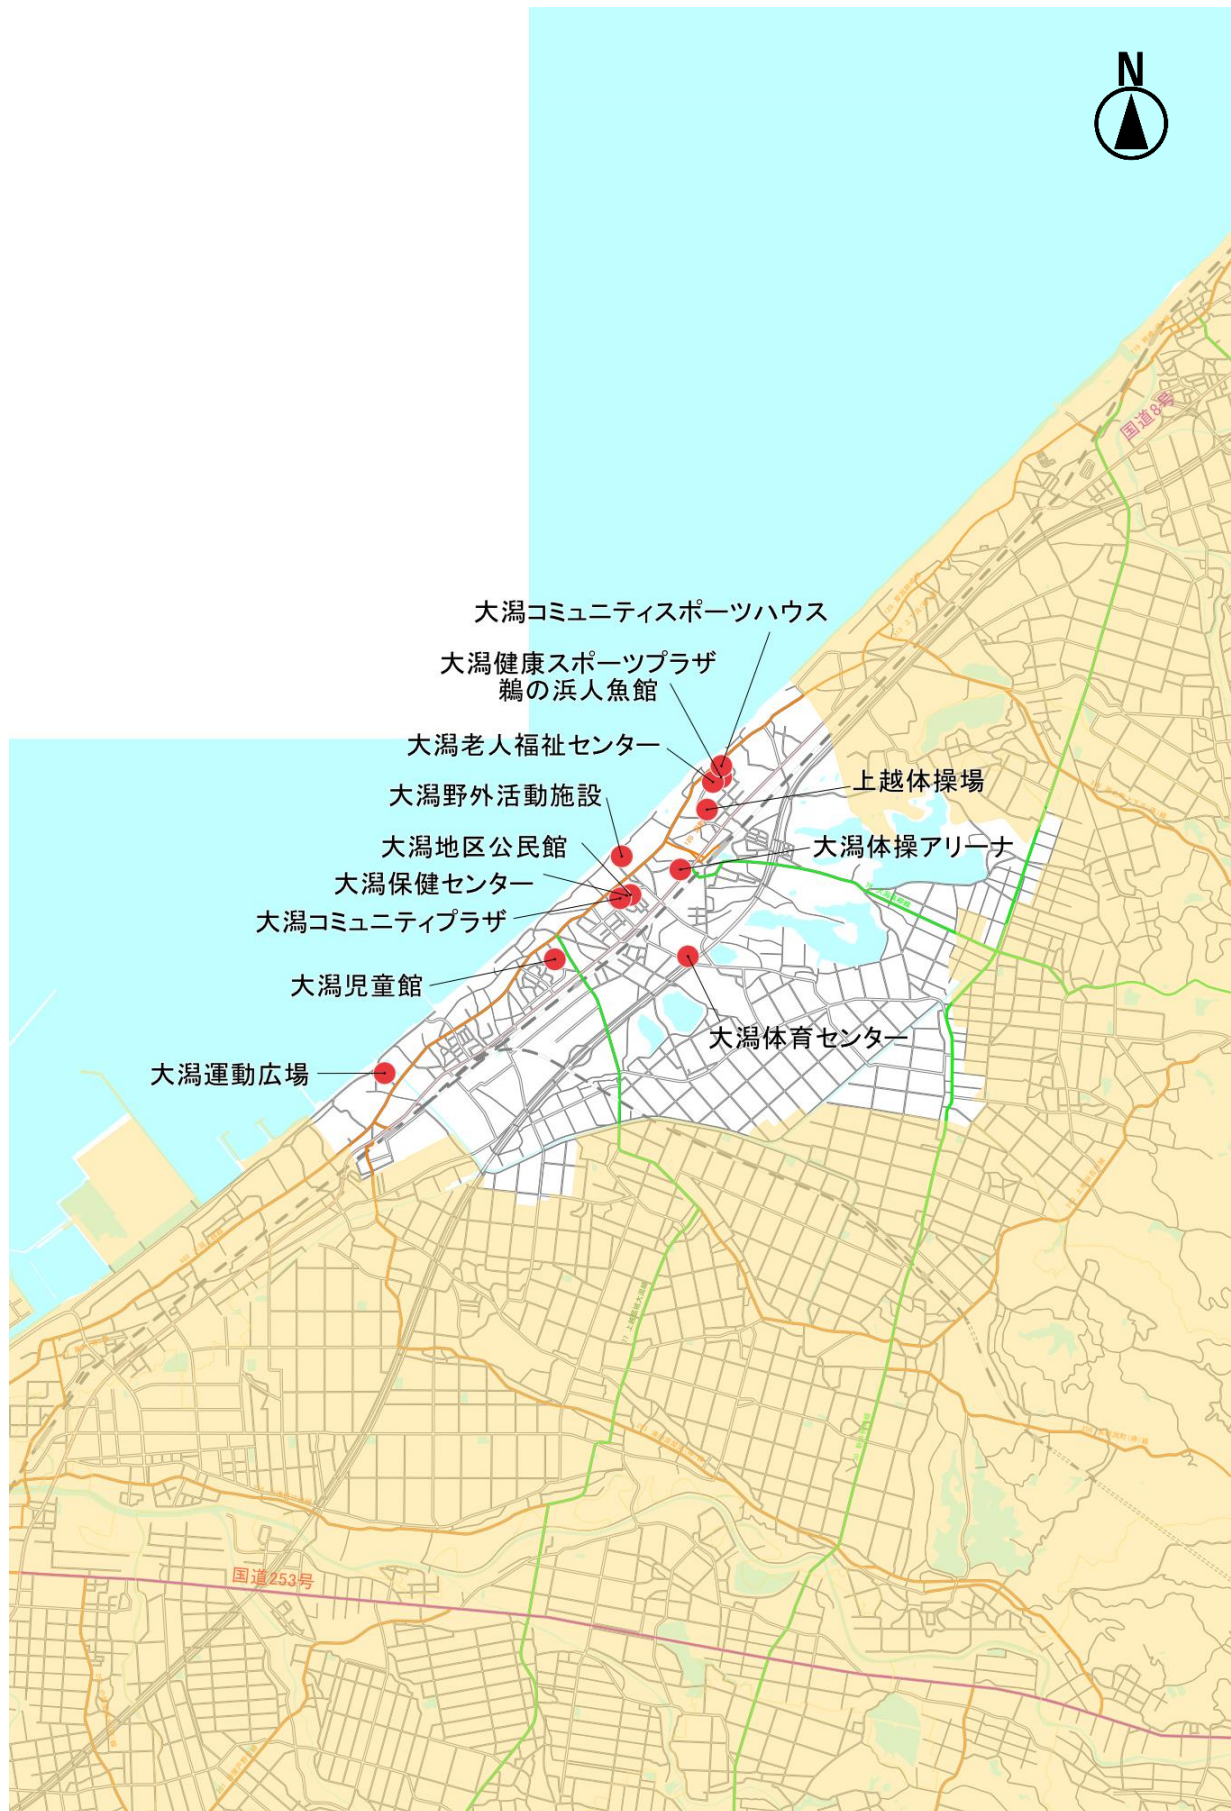 N
国道8号
大潟コミュニティスポーツハウス
大潟健康スポーツプラザ
鵜の浜人魚館
大潟老人福祉センター
上越体操場
大潟野外活動施設
大潟地区公民館
大潟体操アリーナ
大潟保健センター
大潟コミュニティプラザ
大潟児童館
大潟体育センター
大潟運動広場
国道253号